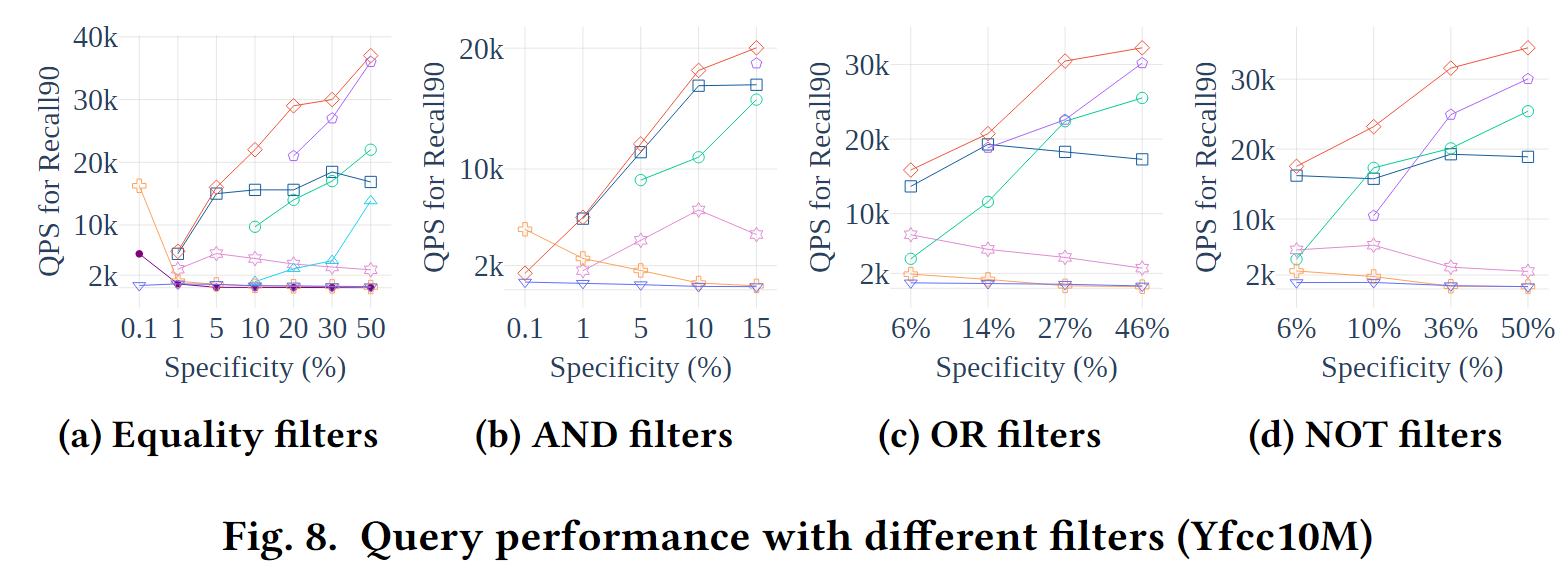 40k
30k
20k
10k
2k
QPS for Recall90
0.1 1 5 10 20 30 50
Specificity (%)
(a) Equality filters
20k
10k
2k
QPS for Recall90
0.1 1 5 10 15
Specificity (%)
(b) AND filters
30k
20k
10k
2k
QPS for Recall90
6% 14% 27% 46%
Specificity (%)
(c) OR filters
30k
20k
10k
2k
QPS for Recall90
6% 10% 36% 50%
Specificity (%)
(d) NOT filters
Fig. 8. Query performance with different filters (Yfcc10M)